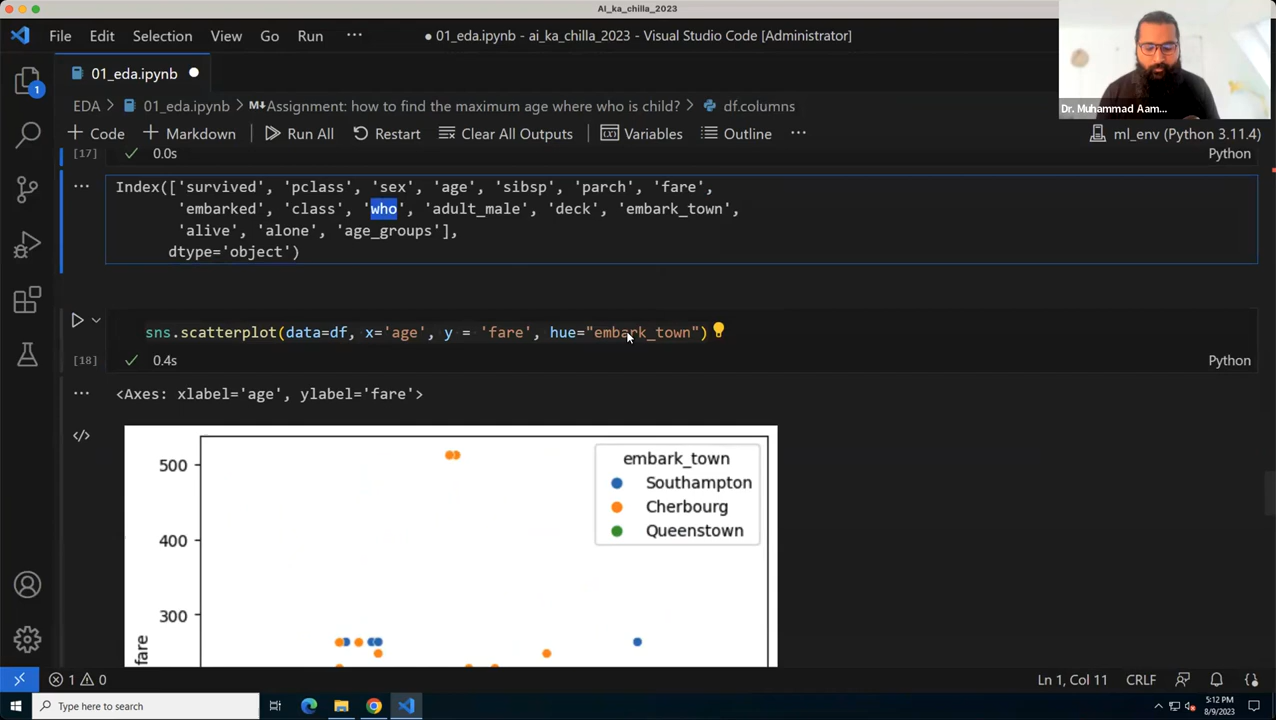 AI_ka_chilla_2023
File Edit Selection View Go Run ··· ● 01_eda.ipynb - ai_ka_chilla_2023 - Visual Studio Code [Administrator]
01_eda.ipynb ●
EDA > 01_eda.ipynb > M↓Assignment: how to find the maximum age where who is child? > df.columns
+ Code + Markdown Run All Restart Clear All Outputs Variables Outline ··· ml_env (Python 3.11.4)
[17] ✓ 0.0s Python
··· Index(['survived', 'pclass', 'sex', 'age', 'sibsp', 'parch', 'fare',
'embarked', 'class', 'who', 'adult_male', 'deck', 'embark_town',
'alive', 'alone', 'age_groups'],
dtype='object')
sns.scatterplot(data=df, x='age', y = 'fare', hue="embark_town")
[18] ✓ 0.4s Python
··· <Axes: xlabel='age', ylabel='fare'>
embark_town
Southampton
Cherbourg
Queenstown
500
400
300
fare
1
Dr. Muhammad Aam...
1 0 Ln 1, Col 11 CRLF
Type here to search
5:12 PM
8/9/2023